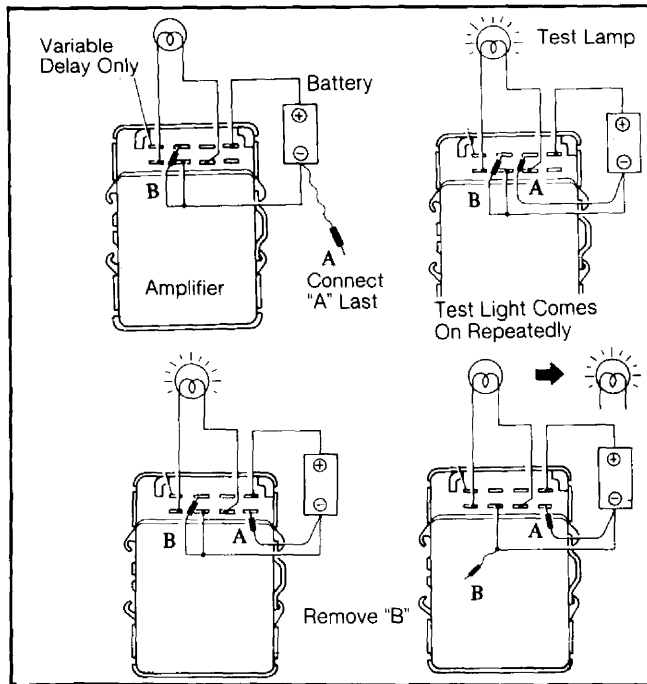 Variable
Delay Only
Battery
+
−
B
A
Connect
"A" Last
Amplifier
Test Lamp
+
−
B
A
Test Light Comes
On Repeatedly
+
−
B
A
Remove "B"
+
−
A
B